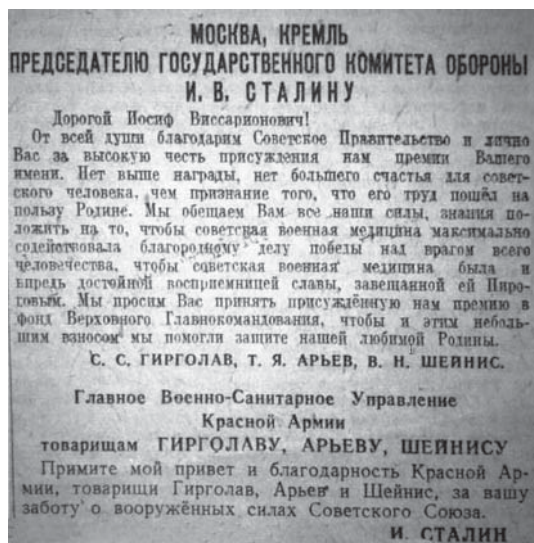 МОСКВА, КРЕМЛЬ
ПРЕДСЕДАТЕЛЮ ГОСУДАРСТВЕННОГО КОМИТЕТА ОБОРОНЫ
И. В. СТАЛИНУ
Дорогой Иосиф Виссарионович!
От всей души благодарим Советское Правительство и лично
Вас за высокую честь присуждения нам премии Вашего
имени. Нет выше награды, нет большего счастья для совет-
ского человека, чем признание того, что его труд пошёл на
пользу Родине. Мы обещаем Вам все наши силы, знания по-
ложить на то, чтобы советская военная медицина максимально
содействовала благородному делу победы над врагом всего
человечества, чтобы советская военная медицина была и
впредь достойной восприемницей славы, завещанной ей Пиро-
говым. Мы просим Вас принять присуждённую нам премию в
фонд Верховного Главнокомандования, чтобы и этим неболь-
шим взносом мы помогли защите нашей любимой Родины.
С. С. ГИРГОЛАВ, Т. Я. АРЬЕВ, В. Н. ШЕЙНИС.
Главное Военно-Санитарное Управление
Красной Армии
товарищам ГИРГОЛАВУ, АРЬЕВУ, ШЕЙНИСУ
Примите мой привет и благодарность Красной Ар-
мии, товарищи Гирголав, Арьев и Шейнис, за вашу
заботу о вооружённых силах Советского Союза.
И. СТАЛИН